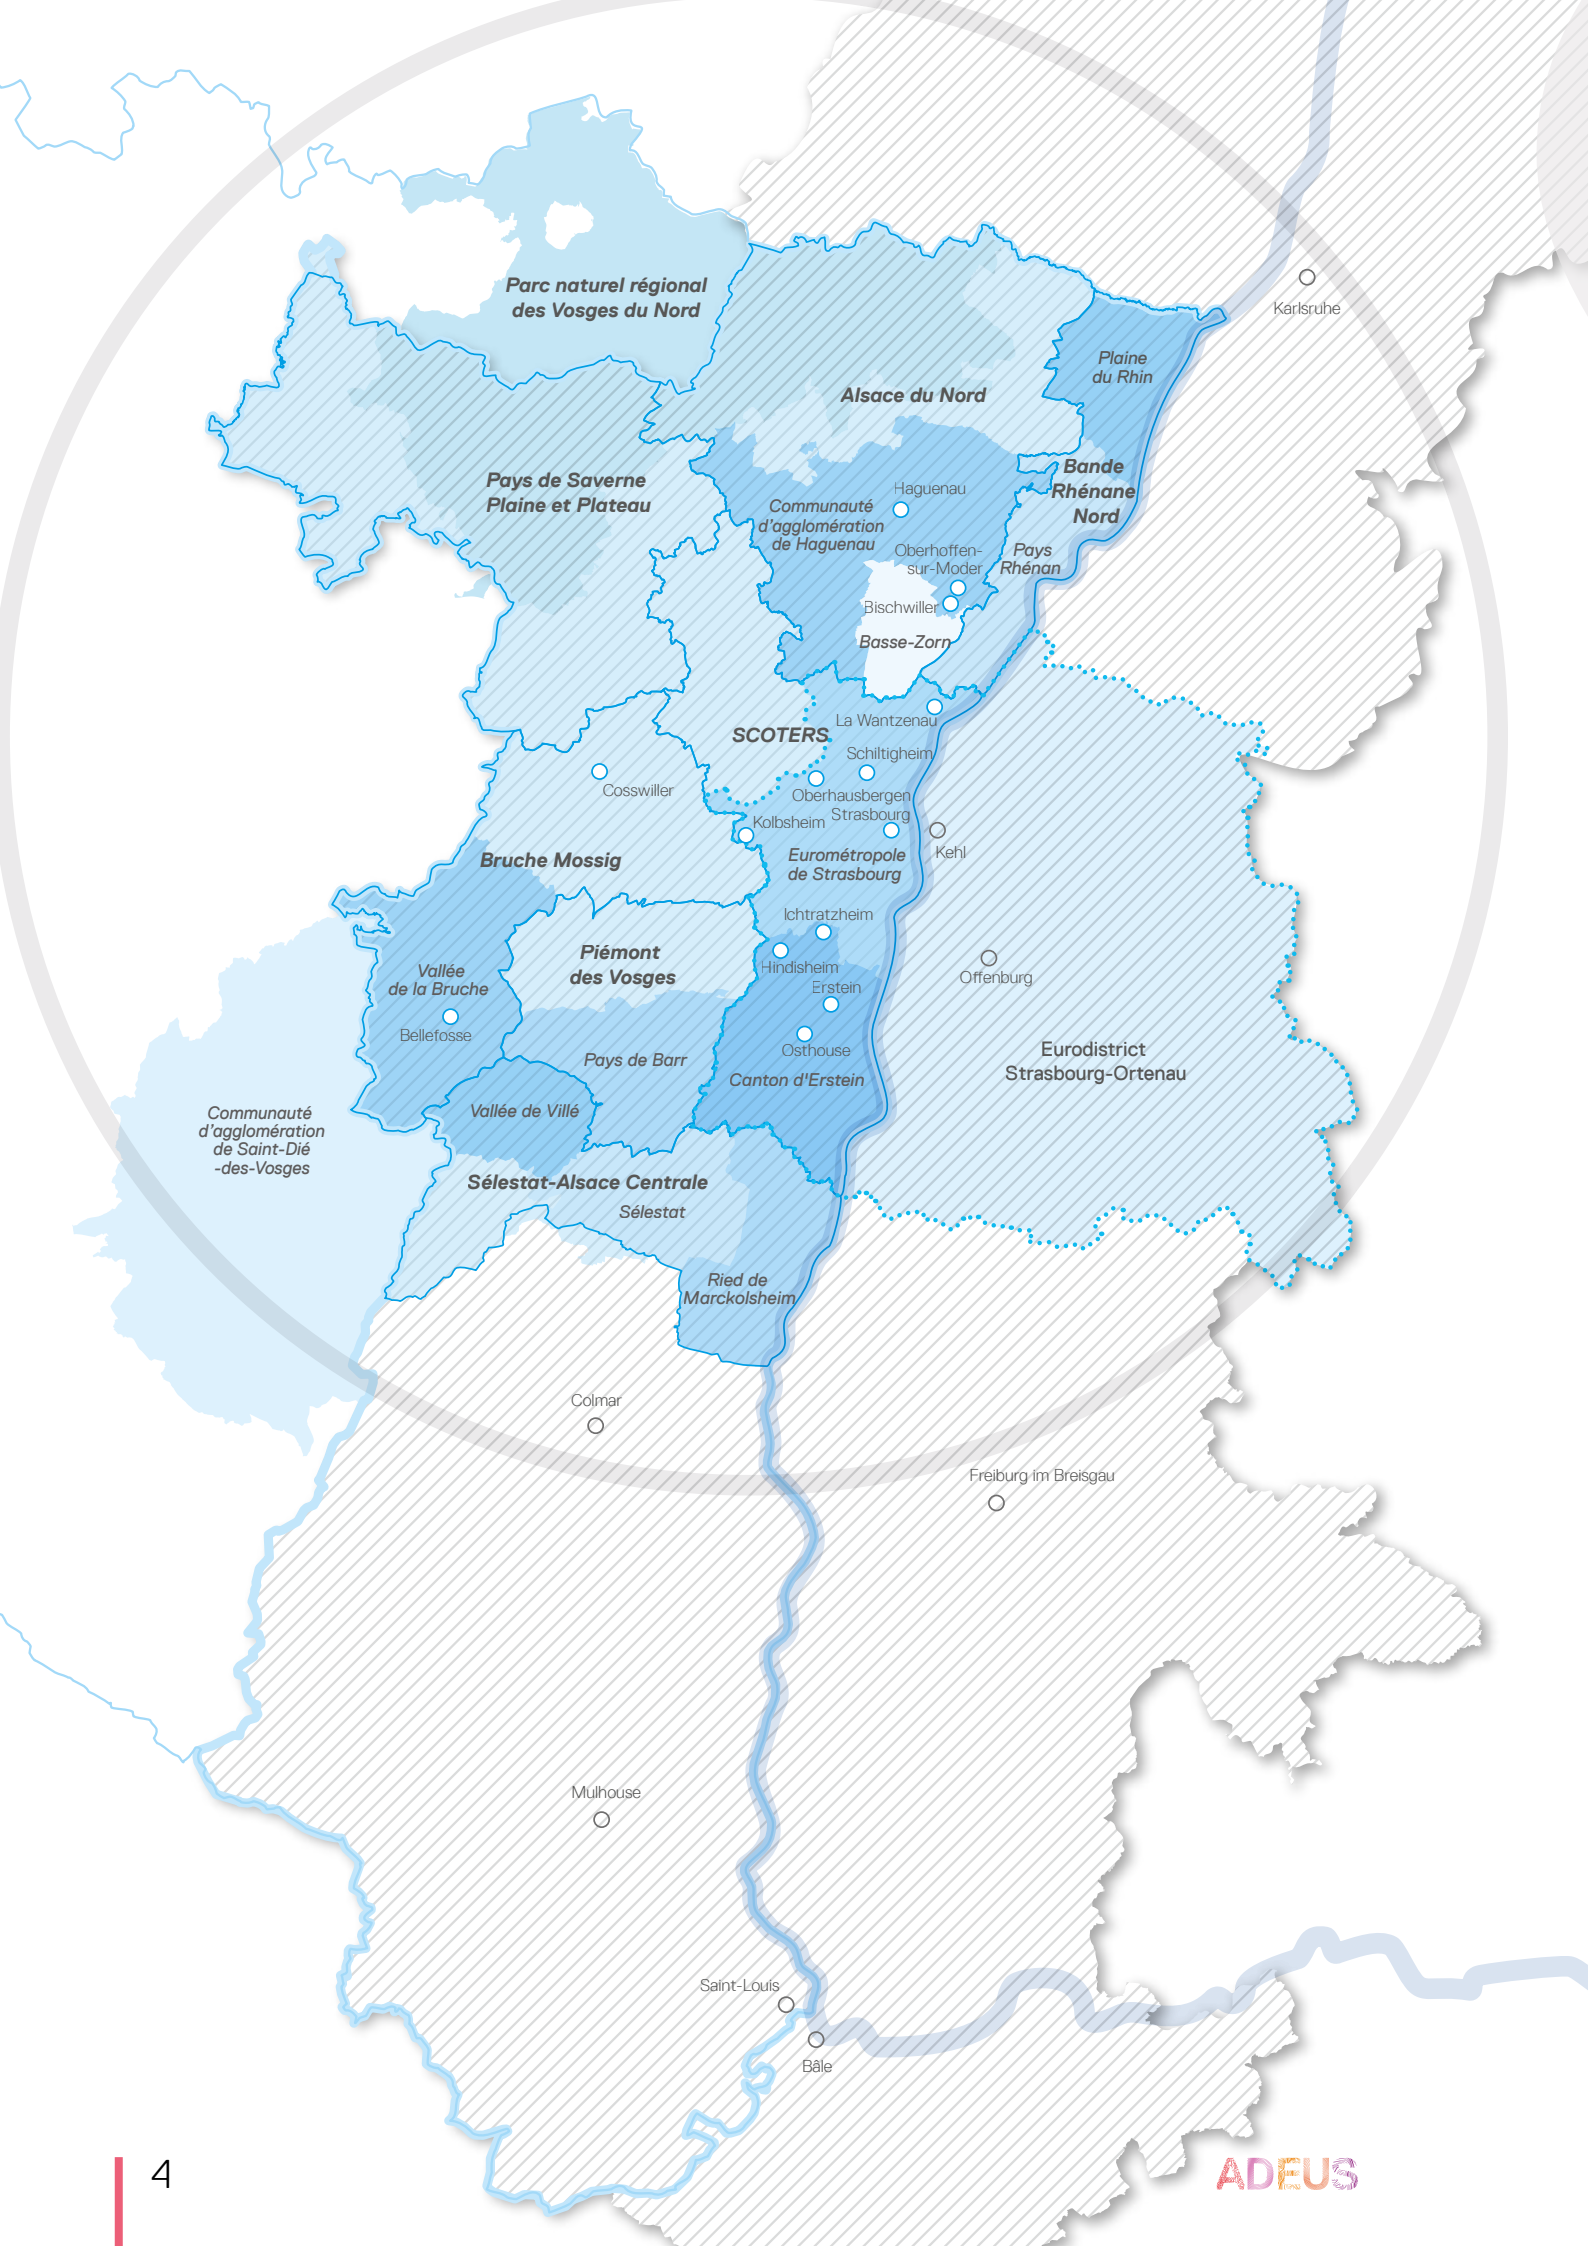 Parc naturel régional
des Vosges du Nord
Karlsruhe
Plaine
du Rhin
Alsace du Nord
Pays de Saverne
Plaine et Plateau
Bande
Rhénane
Nord
Haguenau
Communauté
d'agglomération
de Haguenau
Oberhoffen-
sur-Moder
Pays
Rhénan
Bischwiller
Basse-Zorn
La Wantzenau
SCOTERS
Schiltigheim
Cosswiller
Oberhausbergen
Strasbourg
Kolbsheim
Kehl
Bruche Mossig
Eurométropole
de Strasbourg
Ichtratzheim
Piémont
des Vosges
Hindisheim
Vallée
de la Bruche
Erstein
Offenburg
Bellefosse
Osthouse
Pays de Barr
Canton d'Erstein
Eurodistrict
Strasbourg-Ortenau
Communauté
d'agglomération
de Saint-Dié
-des-Vosges
Vallée de Villé
Sélestat-Alsace Centrale
Sélestat
Ried de
Marckolsheim
Colmar
Freiburg im Breisgau
Mulhouse
Saint-Louis
Bâle
4
ADEUS